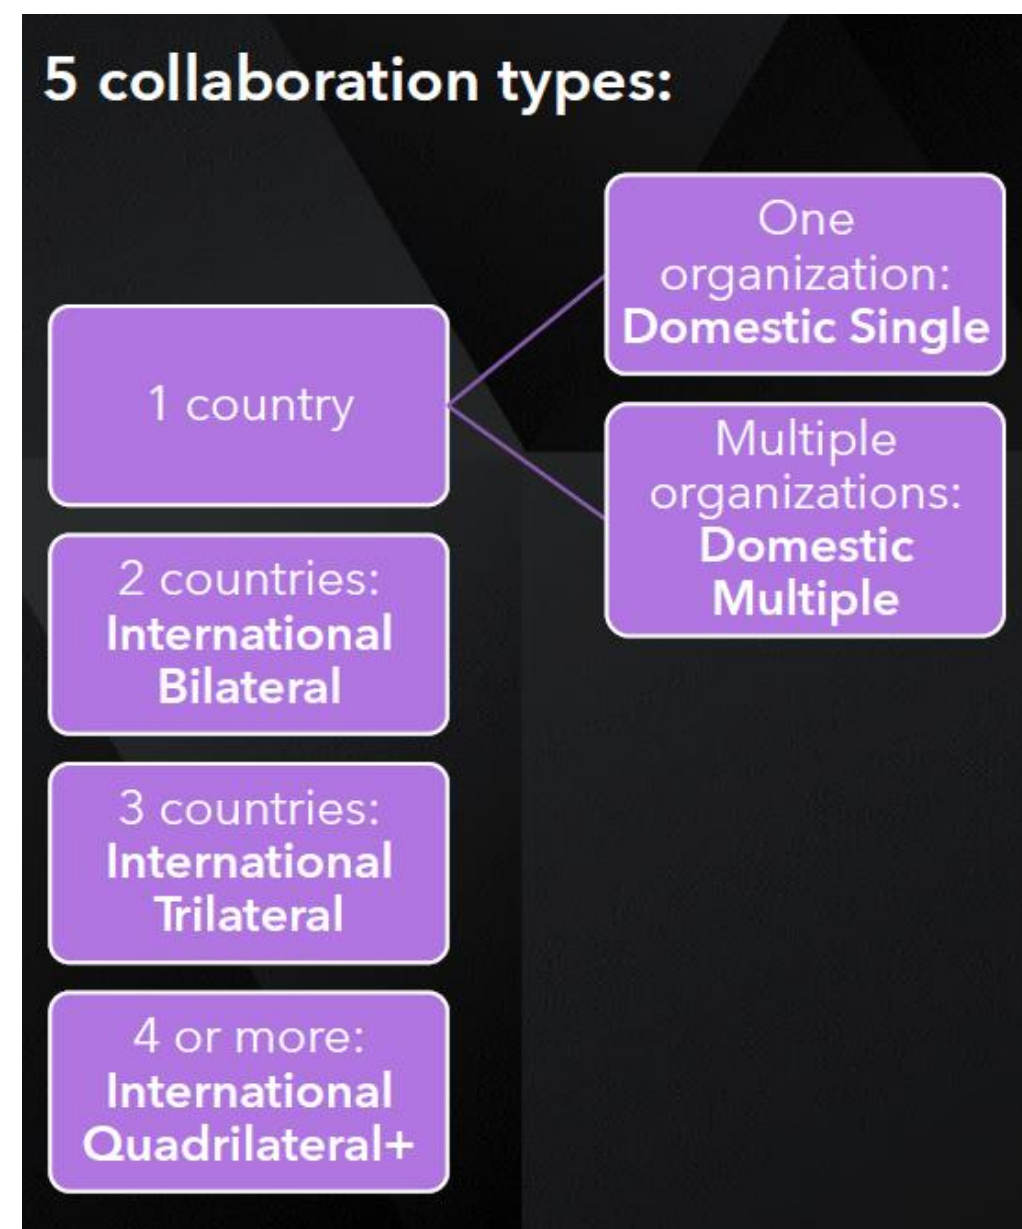 5 collaboration types:
1 country
One
organization:
Domestic Single
Multiple
organizations:
Domestic
Multiple
2 countries:
International
Bilateral
3 countries:
International
Trilateral
4 or more:
International
Quadrilateral+